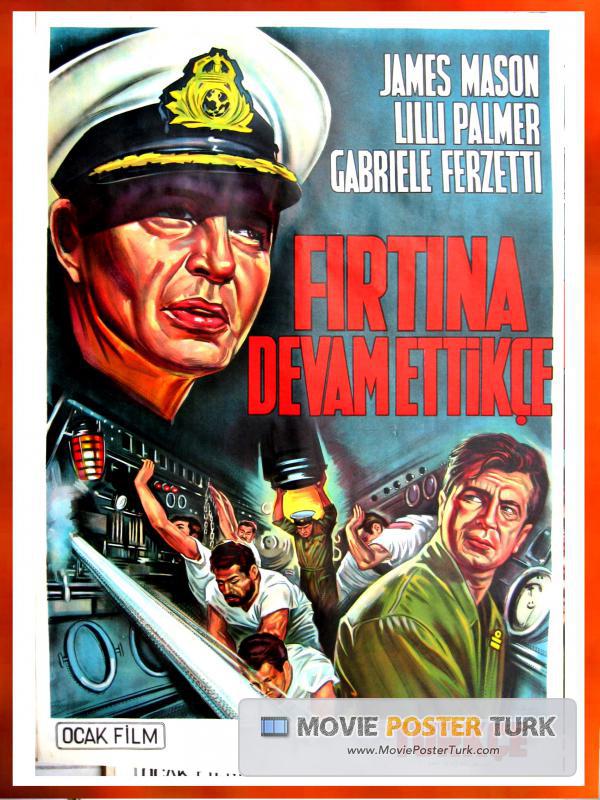 JAMES MASON
LILLI PALMER
GABRIELE FERZETTI
FIRTINA
DEVAM ETTİKÇE
OCAK FİLM
MOVIE POSTER TURK
www.MoviePosterTurk.com